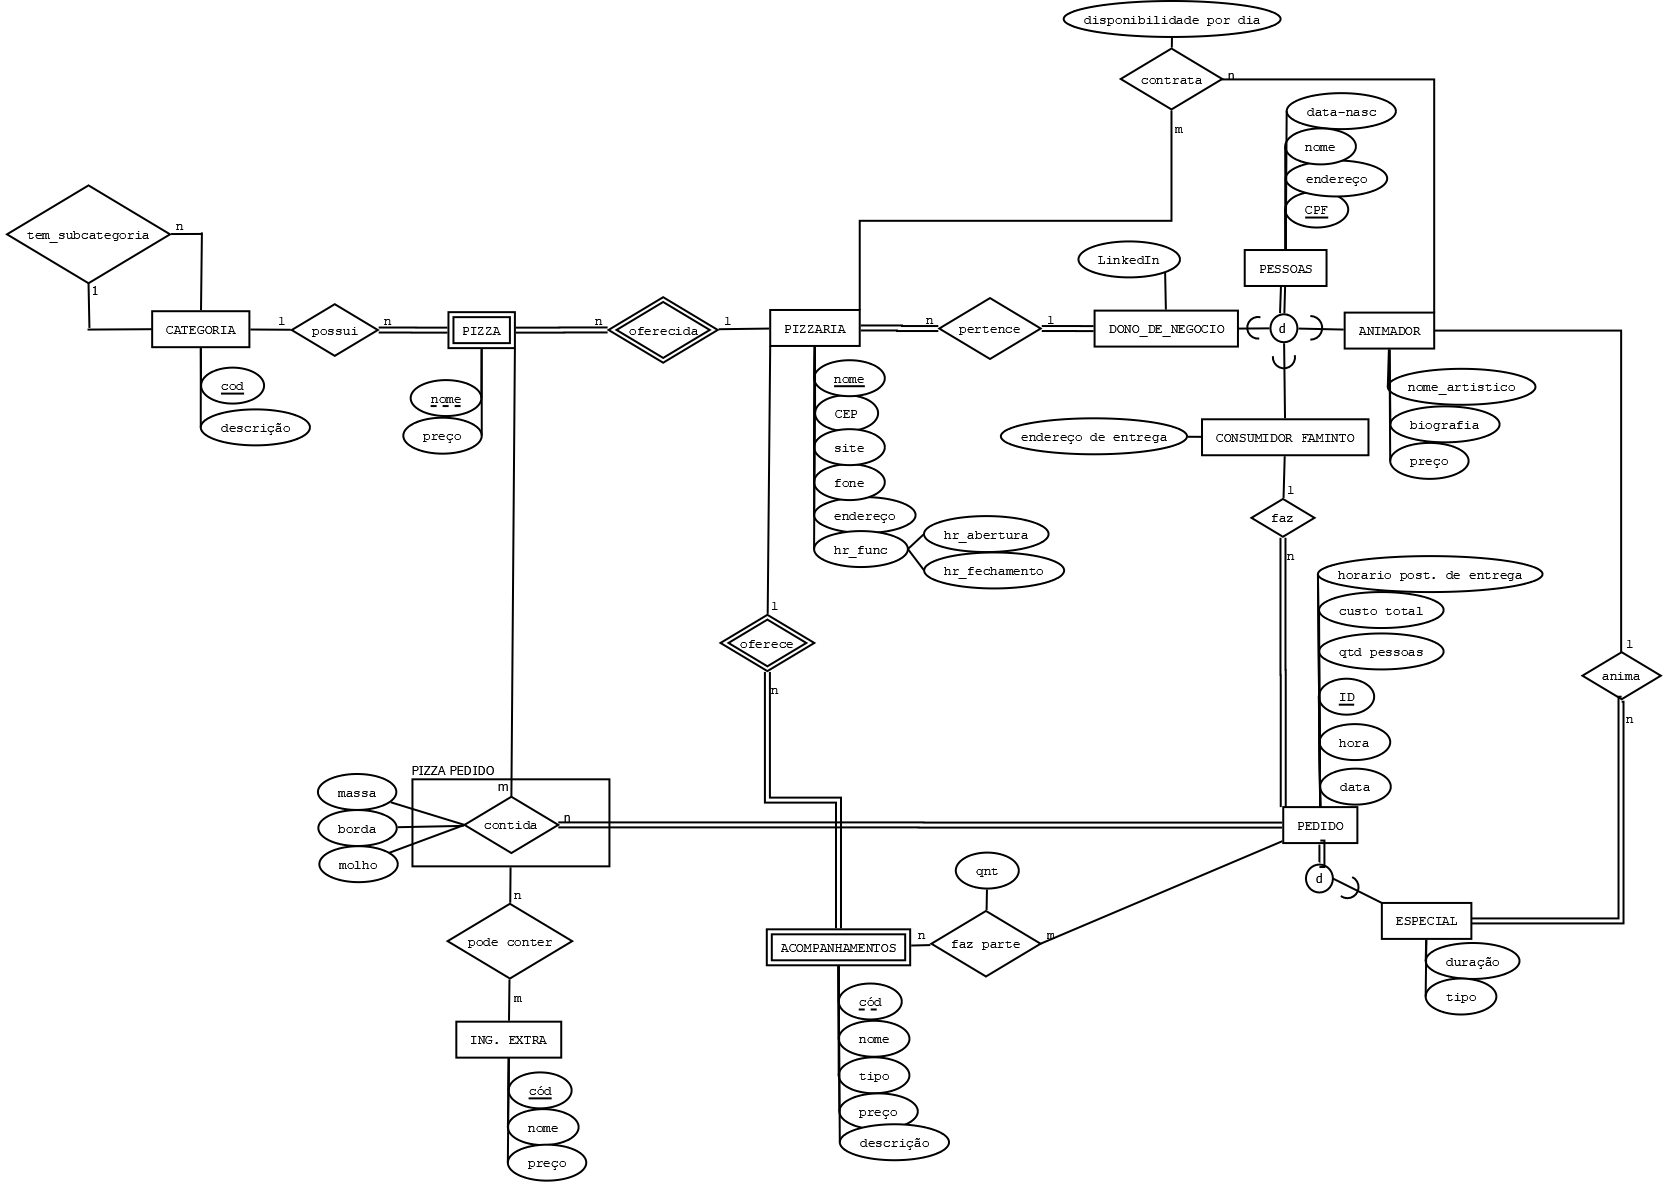 disponibilidade por dia
contrata
n
m
data-nasc
nome
endereço
CPF
PESSOAS
tem_subcategoria
n
1
CATEGORIA
1
possui
n
PIZZA
n
oferecida
1
PIZZARIA
n
pertence
1
DONO_DE_NEGOCIO
LinkedIn
d
ANIMADOR
cod
descrição
nome
preço
nome
CEP
site
fone
endereço
hr_func
hr_abertura
hr_fechamento
nome_artistico
biografia
preço
endereço de entrega
CONSUMIDOR FAMINTO
1
faz
n
horario post. de entrega
custo total
qtd pessoas
ID
hora
data
1
anima
n
1
oferece
n
PIZZA PEDIDO
m
massa
borda
molho
contida
n
PEDIDO
d
ESPECIAL
duração
tipo
qnt
n
faz parte
m
ACOMPANHAMENTOS
cód
nome
tipo
preço
descrição
n
pode conter
m
ING. EXTRA
cód
nome
preço